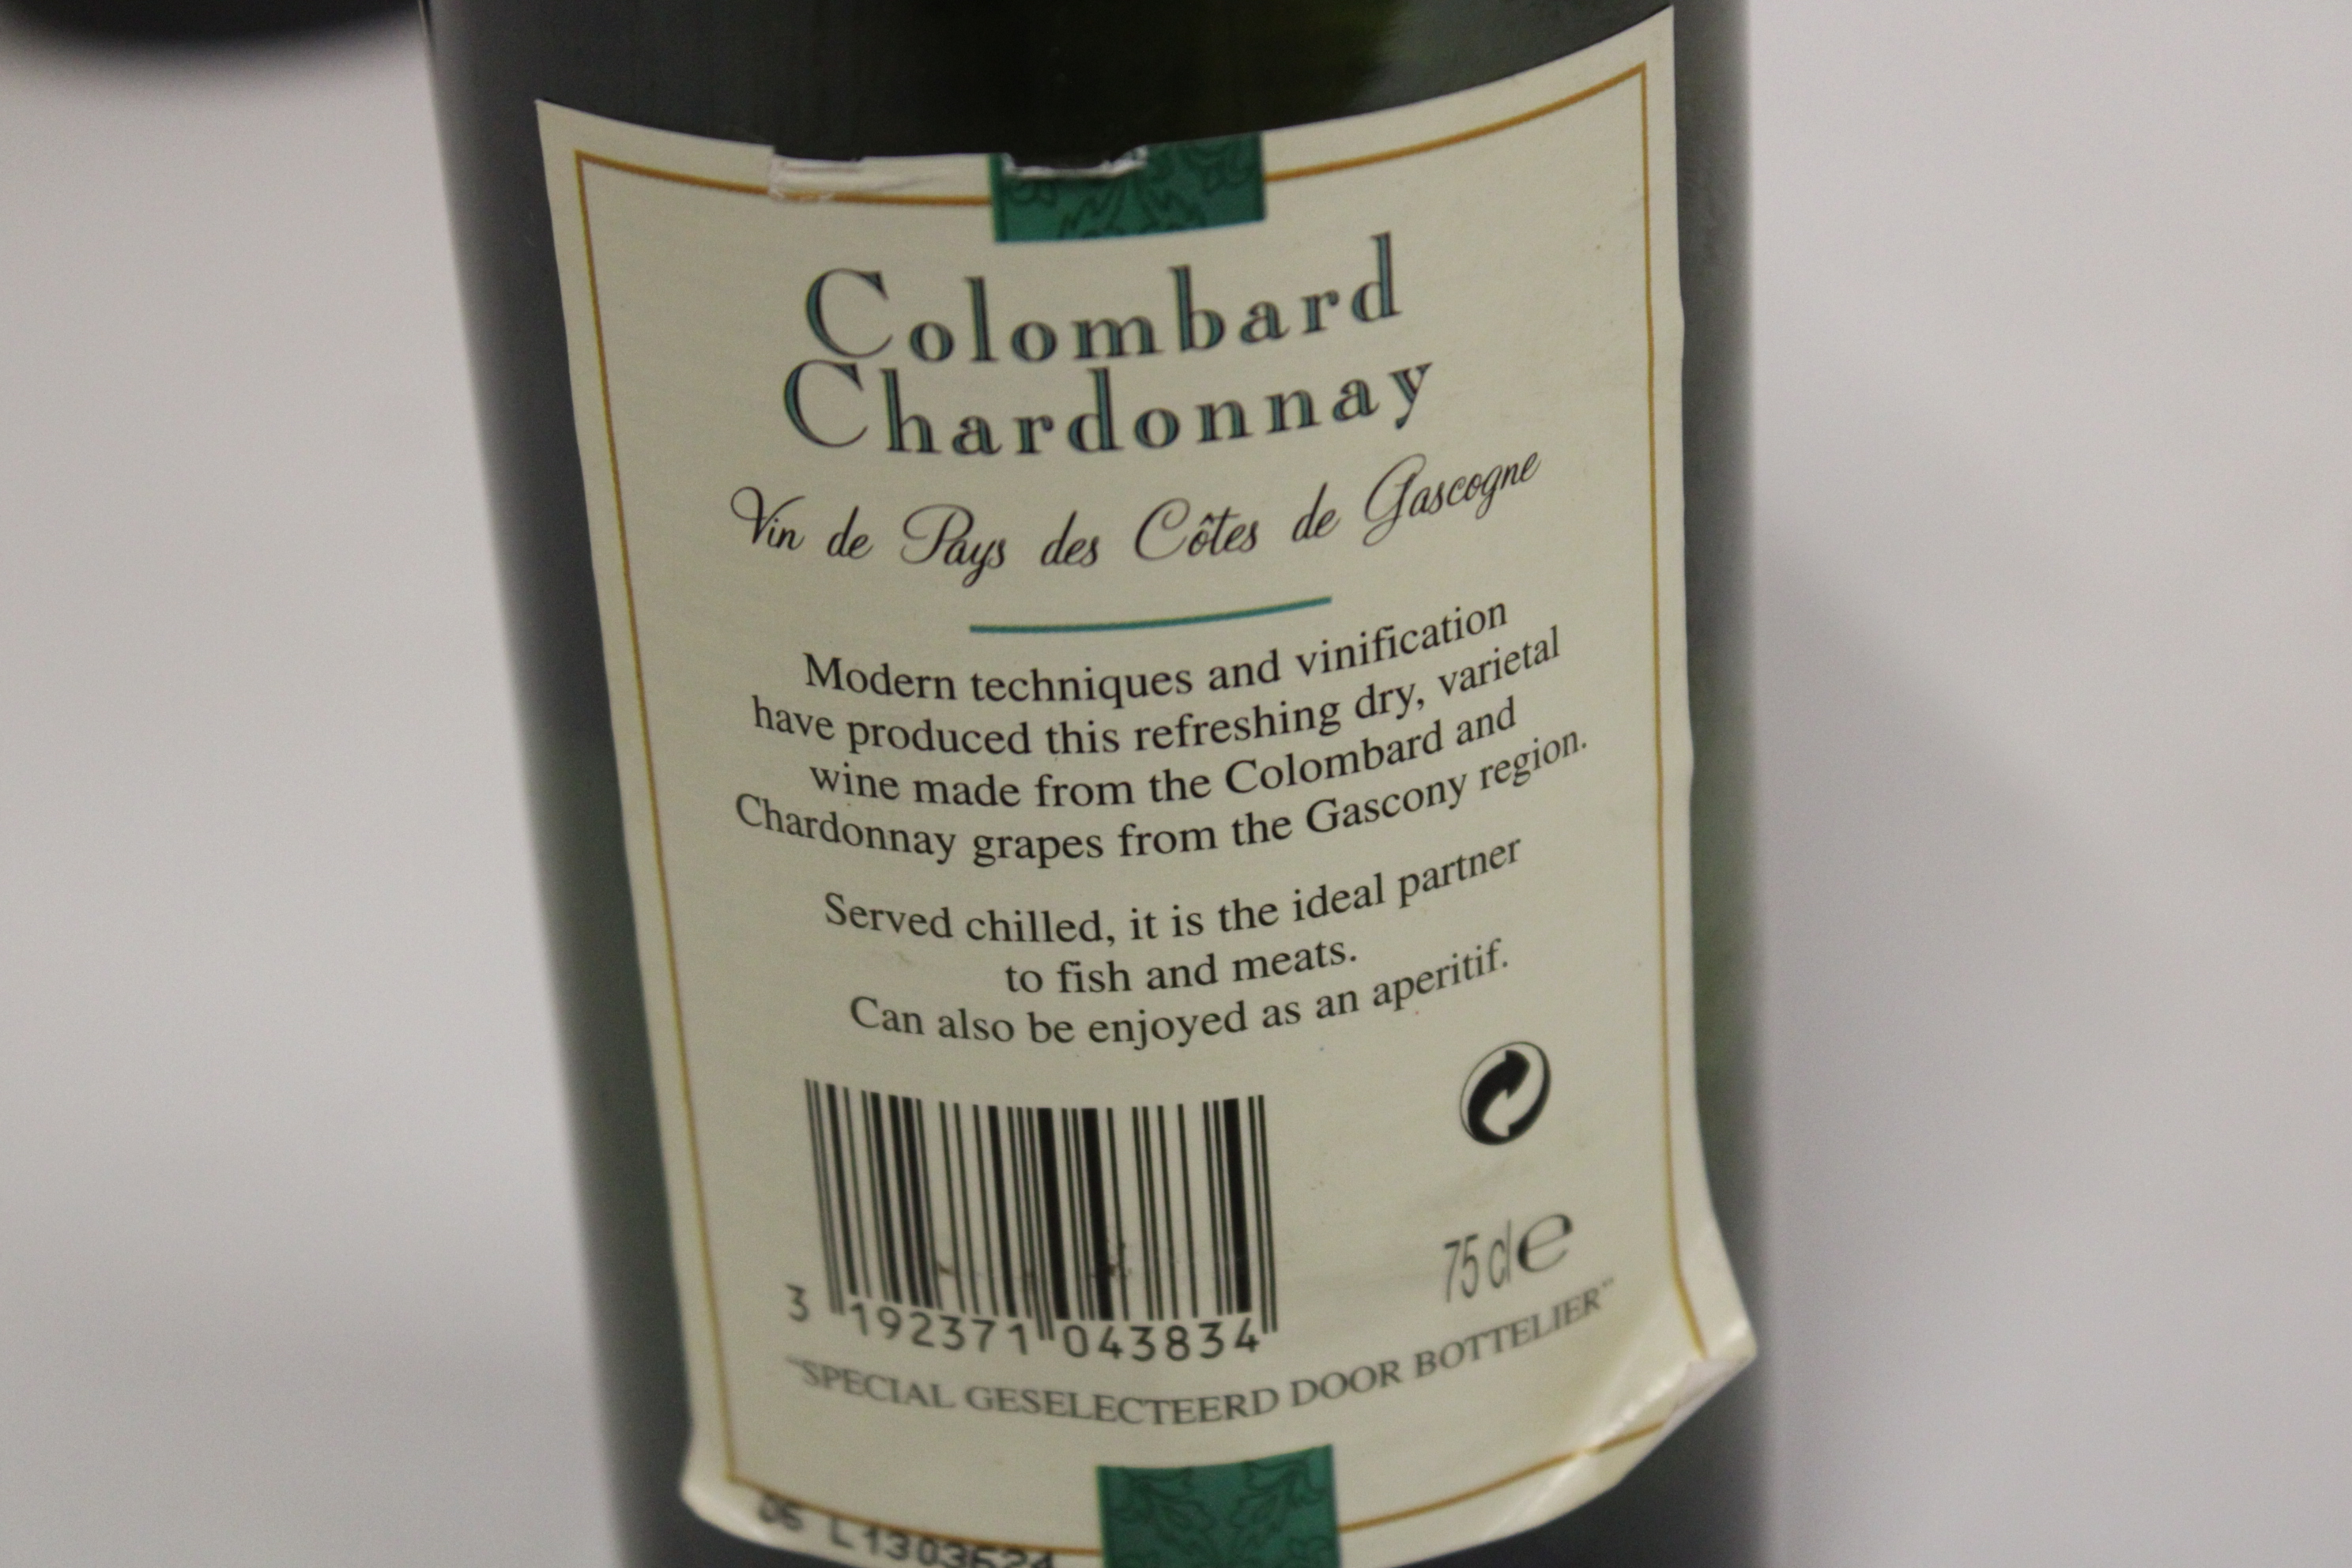 Colombard
Chardonnay
Vin de Pays des Côtes de Gascogne
Modern techniques and vinification
have produced this refreshing dry, varietal
wine made from the Colombard and
Chardonnay grapes from the Gascony region.
Served chilled, it is the ideal partner
to fish and meats.
Can also be enjoyed as an aperitif.
75 cl e
3 192371 043834
"SPECIAL GESELECTEERD DOOR BOTTELIER"